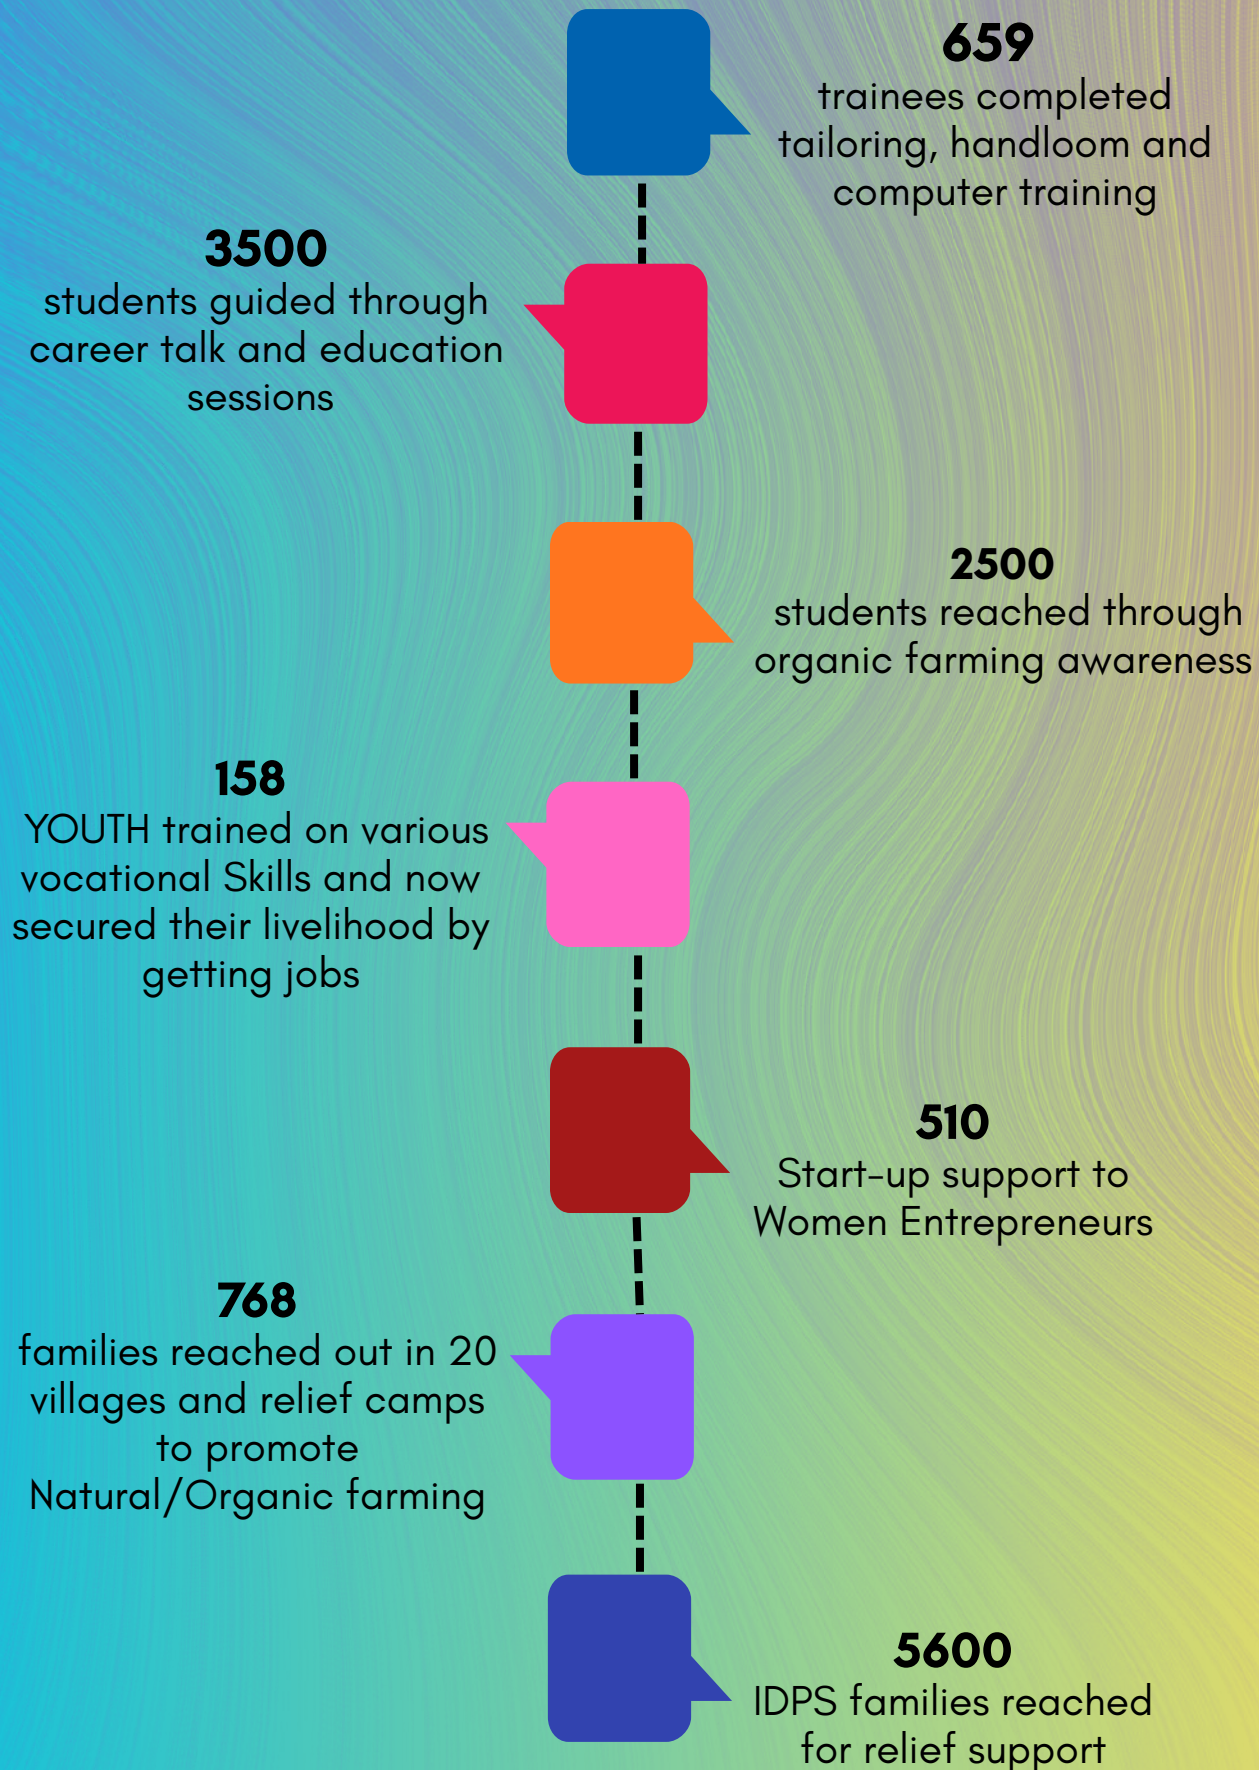 659
trainees completed
tailoring, handloom and
computer training
3500
students guided through
career talk and education
sessions
2500
students reached through
organic farming awareness
158
YOUTH trained on various
vocational Skills and now
secured their livelihood by
getting jobs
510
Start-up support to
Women Entrepreneurs
768
families reached out in 20
villages and relief camps
to promote
Natural/Organic farming
5600
IDPS families reached
for relief support